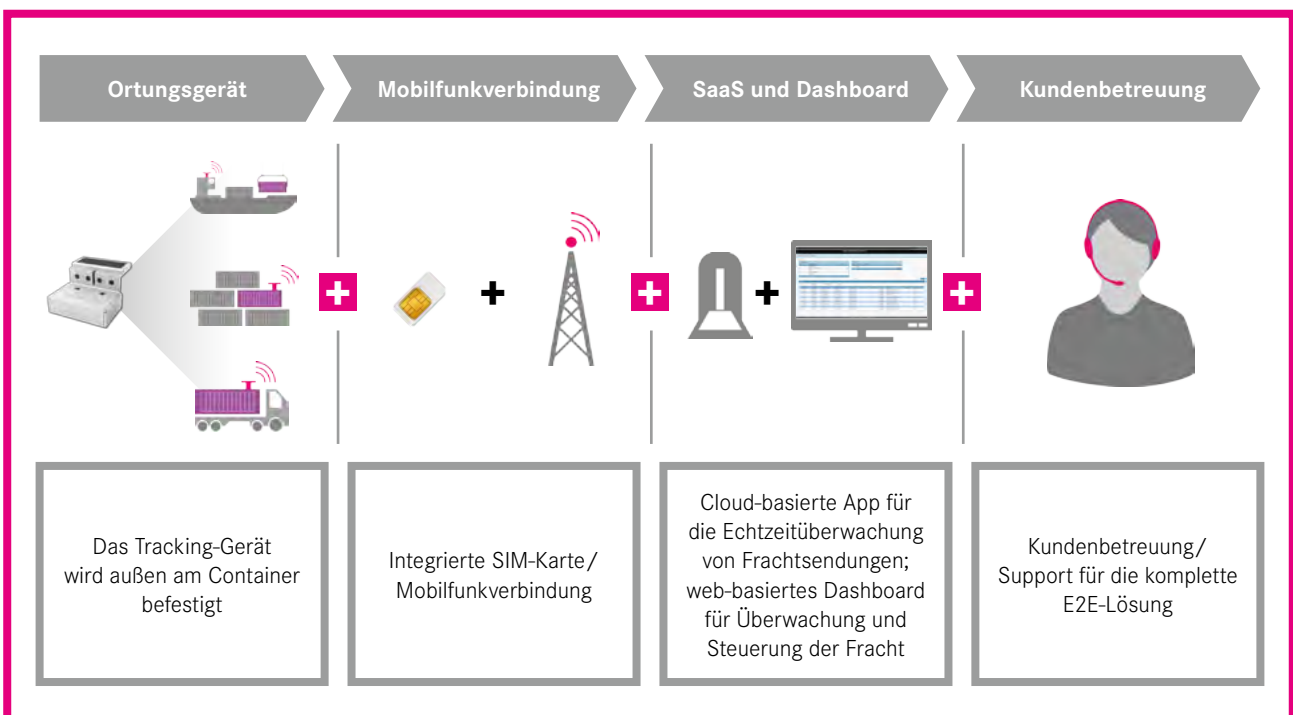 Ortungsgerät
Mobilfunkverbindung
SaaS und Dashboard
Kundenbetreuung
Das Tracking-Gerät
wird außen am Container
befestigt
Integrierte SIM-Karte/
Mobilfunkverbindung
Cloud-basierte App für
die Echtzeitüberwachung
von Frachtsendungen;
web-basiertes Dashboard
für Überwachung und
Steuerung der Fracht
Kundenbetreuung/
Support für die komplette
E2E-Lösung